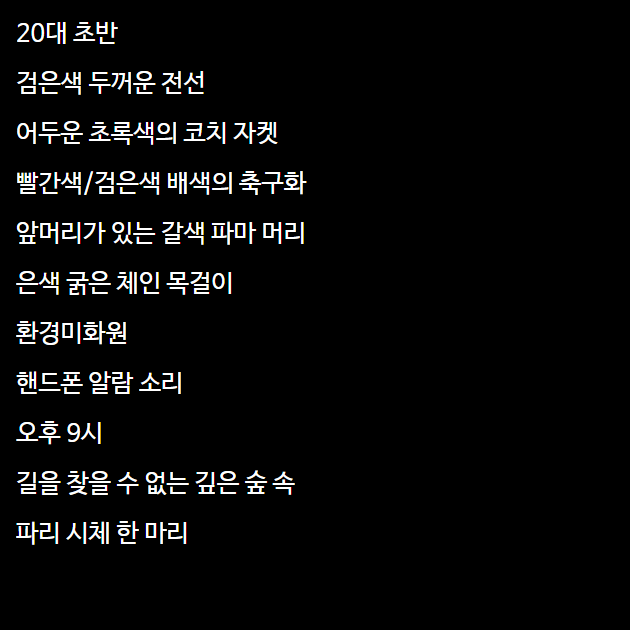 20대 초반
검은색 두꺼운 전선
어두운 초록색의 코치 자켓
빨간색/검은색 배색의 축구화
앞머리가 있는 갈색 파마 머리
은색 굵은 체인 목걸이
환경미화원
핸드폰 알람 소리
오후 9시
길을 찾을 수 없는 깊은 숲 속
파리 시체 한 마리